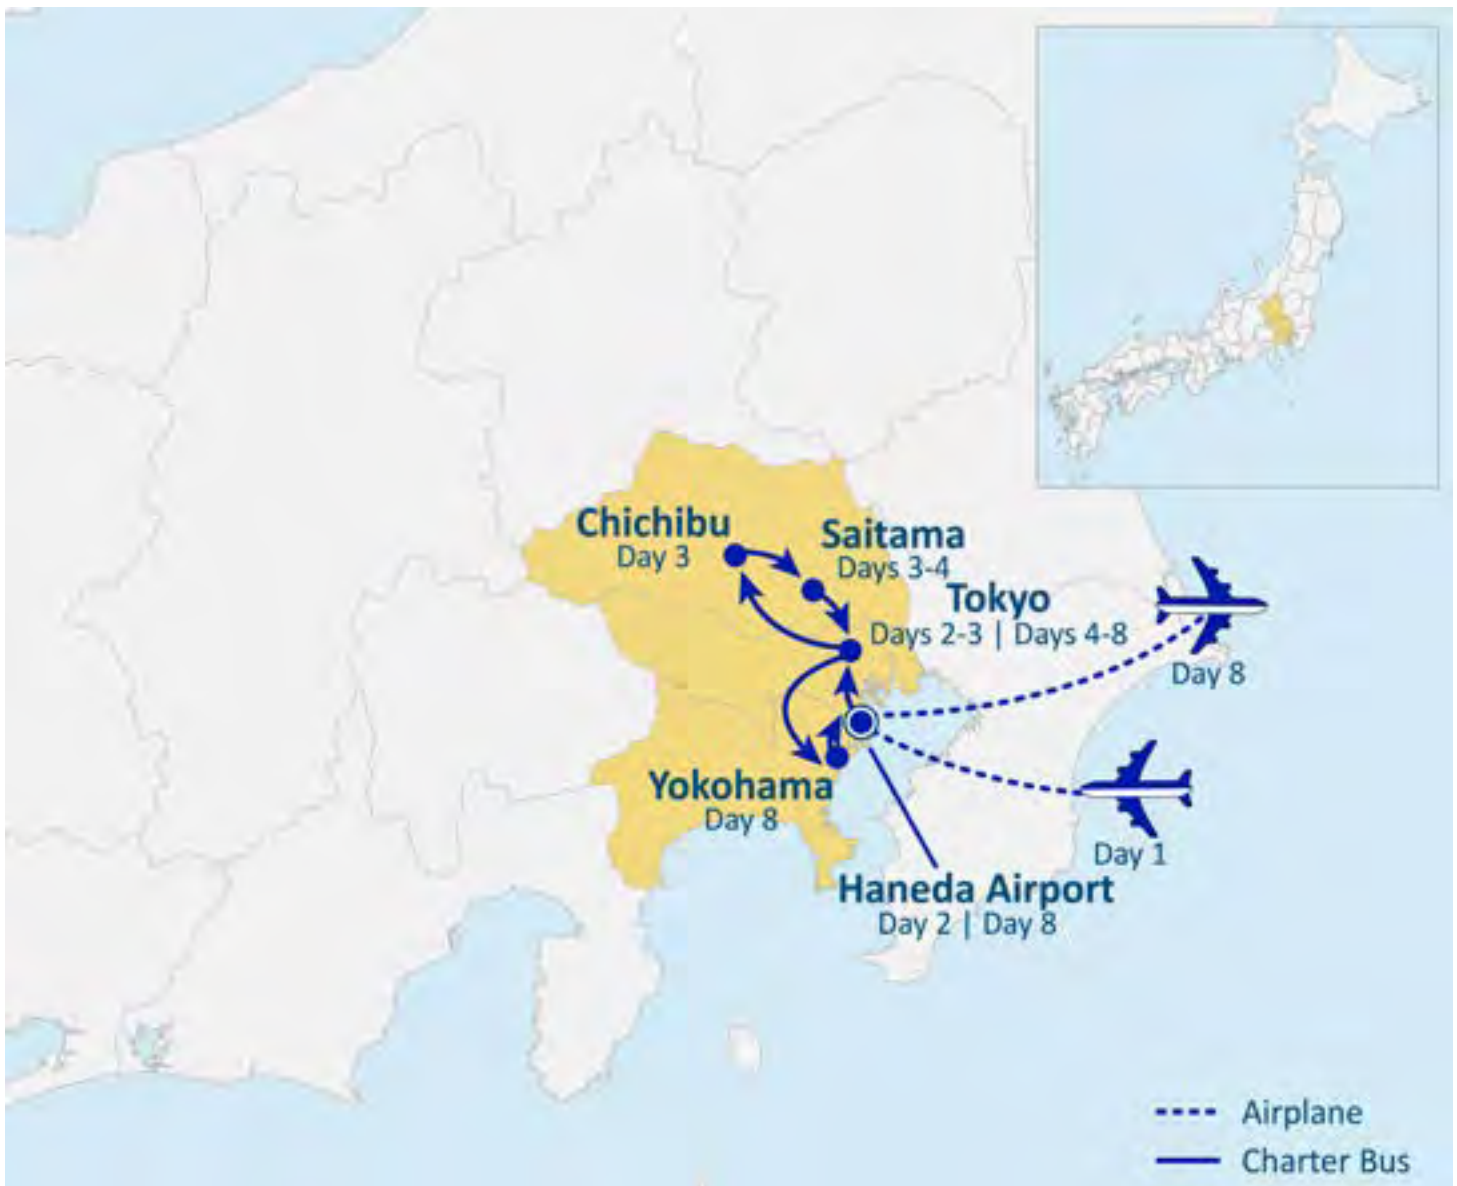 Chichibu
Day 3
Saitama
Days 3-4
Tokyo
Days 2-3 | Days 4-8
Day 8
Yokohama
Day 8
Day 1
Haneda Airport
Day 2 | Day 8
Airplane
Charter Bus